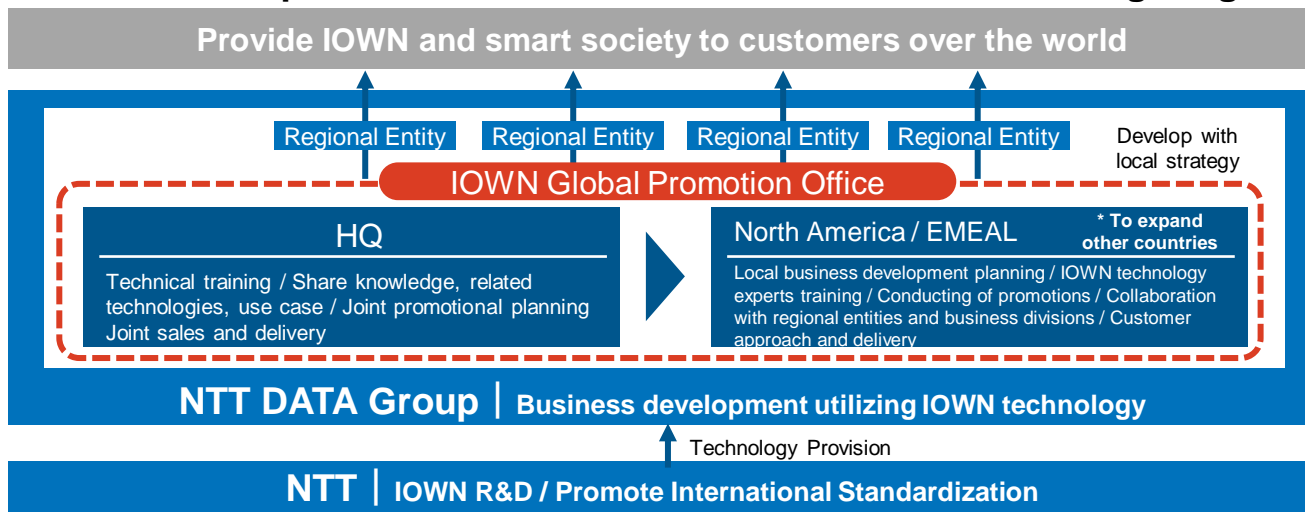 Provide IOWN and smart society to customers over the world
Regional Entity
Regional Entity
Regional Entity
Regional Entity
Develop with
local strategy
IOWN Global Promotion Office
HQ
Technical training / Share knowledge, related
technologies, use case / Joint promotional planning
Joint sales and delivery
North America / EMEAL
* To expand
other countries
Local business development planning / IOWN technology
experts training / Conducting of promotions / Collaboration
with regional entities and business divisions / Customer
approach and delivery
NTT DATA Group | Business development utilizing IOWN technology
Technology Provision
NTT | IOWN R&D / Promote International Standardization